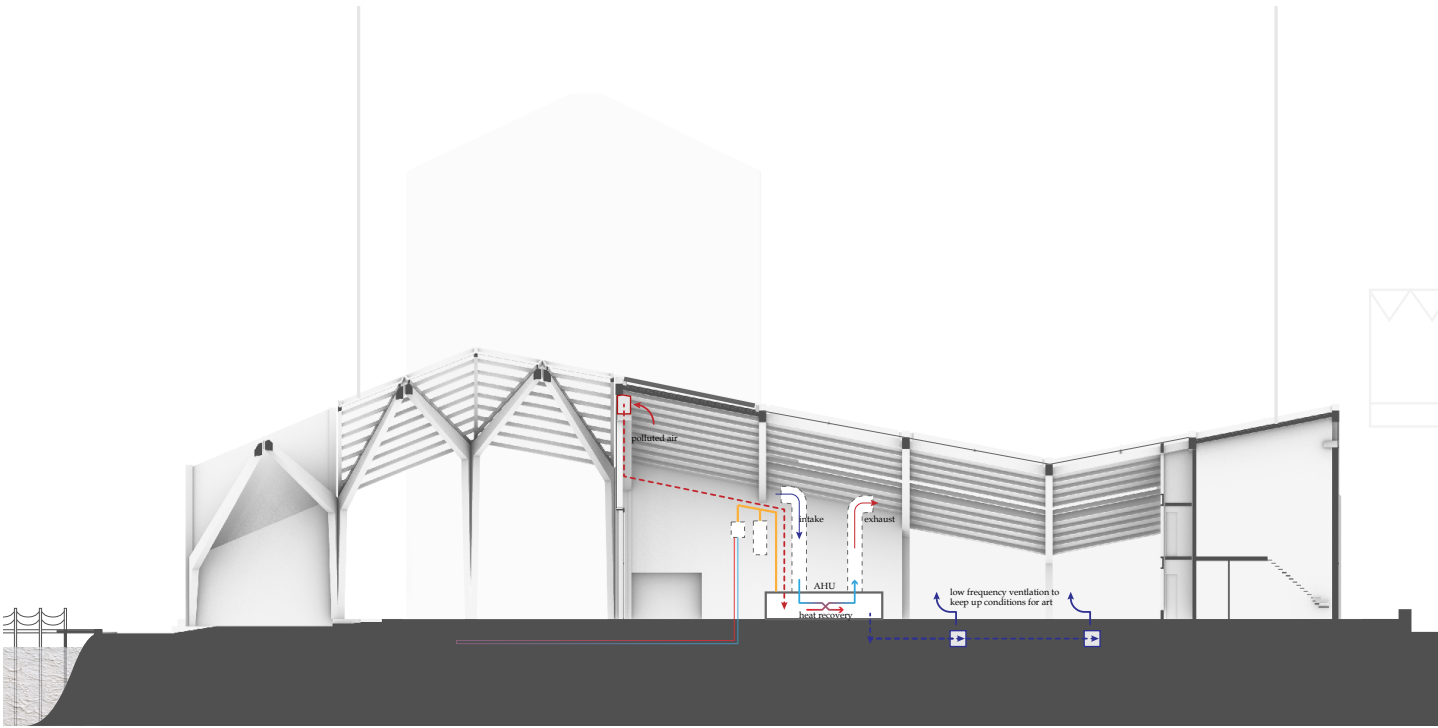 polluted air
intake
exhaust
AHU
heat recovery
low frequency ventlation to
keep up conditions for art